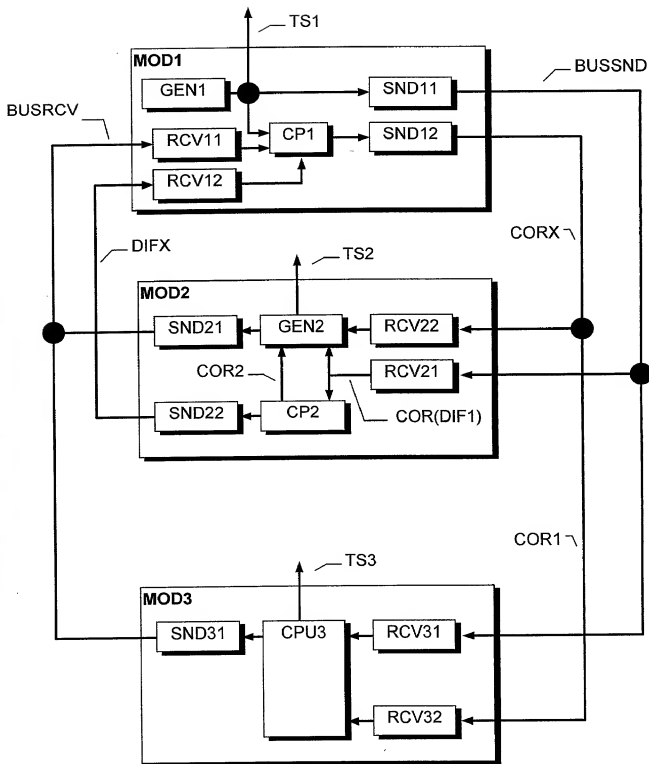 TS1
MOD1
BUSSND
GEN1
SND11
BUSRCV
RCV11
CP1
SND12
RCV12
DIFX
CORX
TS2
MOD2
SND21
GEN2
RCV22
COR2
RCV21
SND22
CP2
COR(DIF1)
COR1
TS3
MOD3
SND31
CPU3
RCV31
RCV32